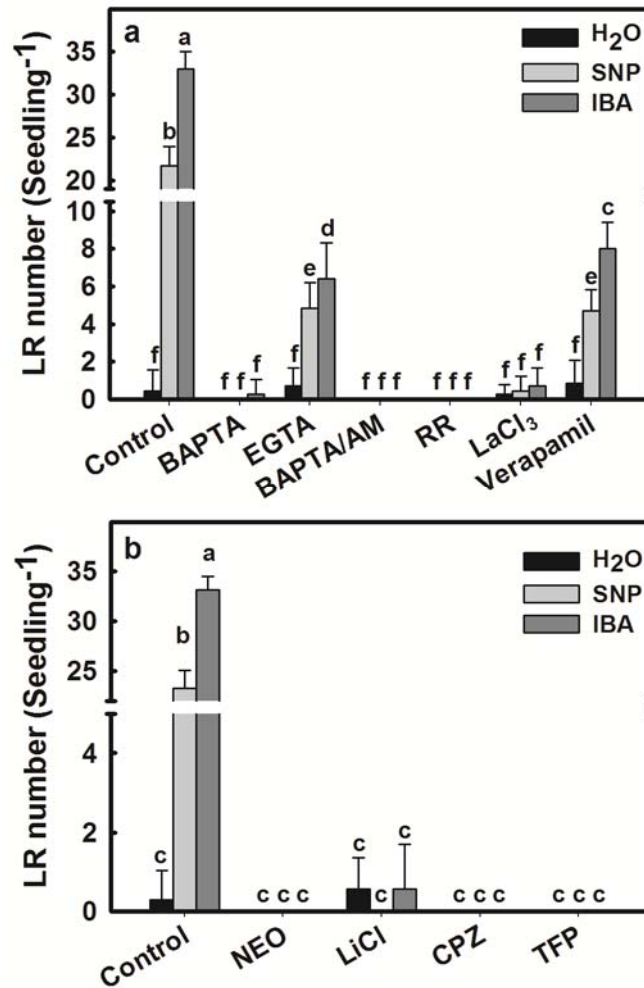 a
H₂O
SNP
IBA
LR number (Seedling⁻¹)
35
30
25
20
10
8
6
4
2
0
f b a
f f f
f e d
f f f
f f f
f f f
f e c
Control
BAPTA
EGTA
BAPTA/AM
RR
LaCl₃
Verapamil
b
H₂O
SNP
IBA
LR number (Seedling⁻¹)
35
30
25
4
2
0
c b a
c c c
c c c
c c c
c c c
Control
NEO
LiCl
CPZ
TFP